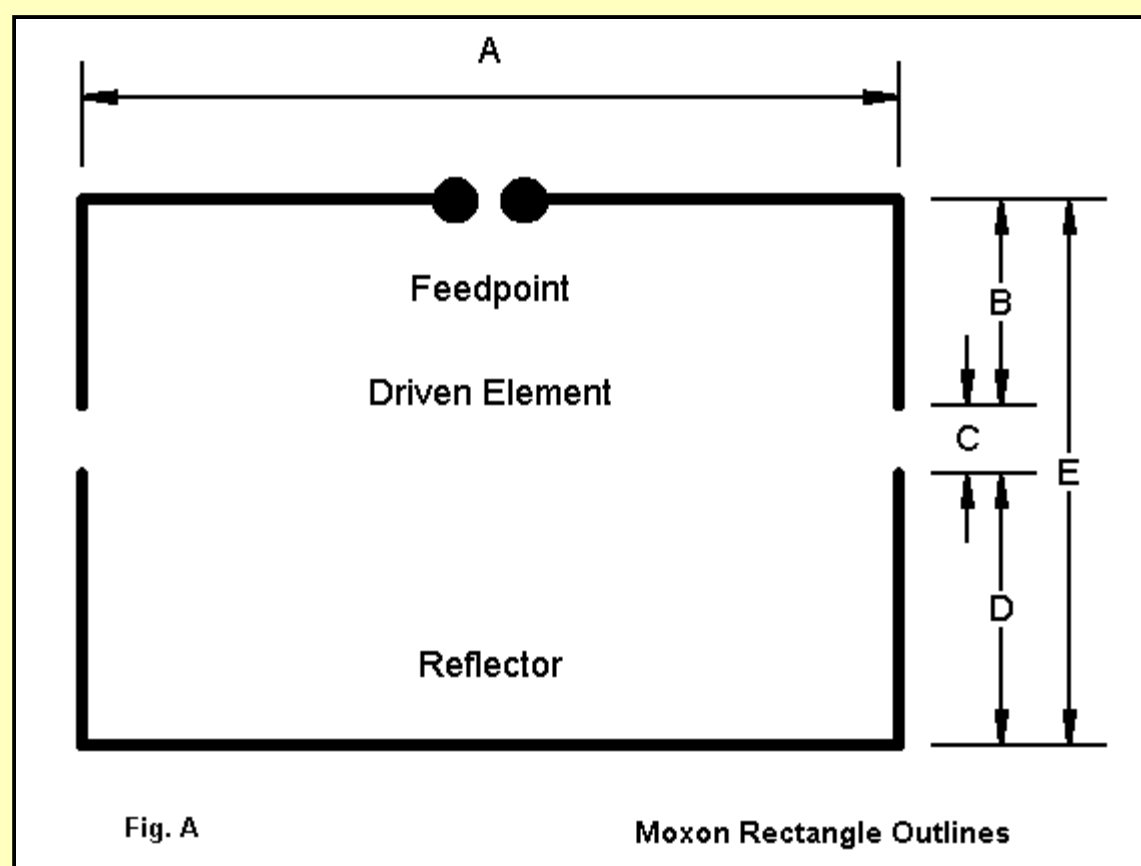 A
Feedpoint
B
Driven Element
C
E
D
Reflector
Fig. A
Moxon Rectangle Outlines